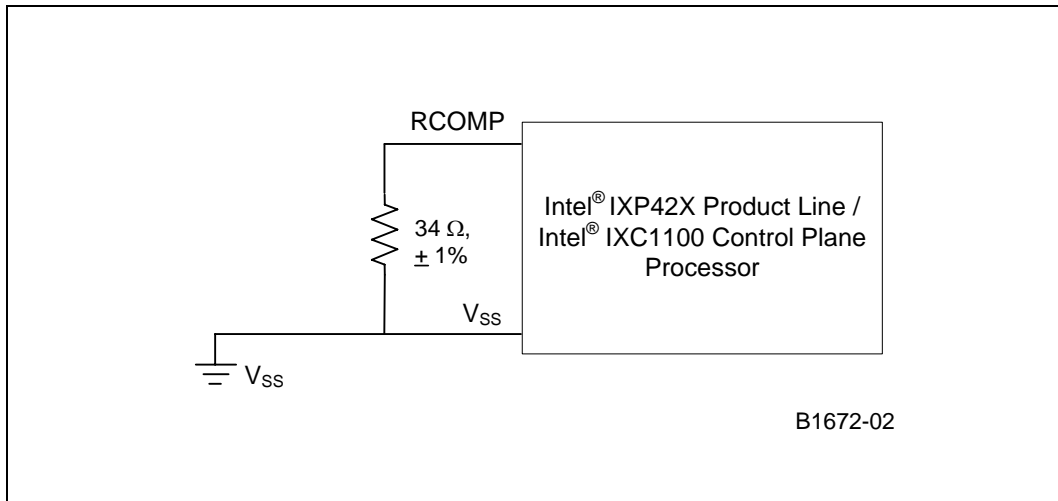 RCOMP
Intel® IXP42X Product Line /
Intel® IXC1100 Control Plane
Processor
34 Ω,
± 1%
VSS
VSS
B1672-02